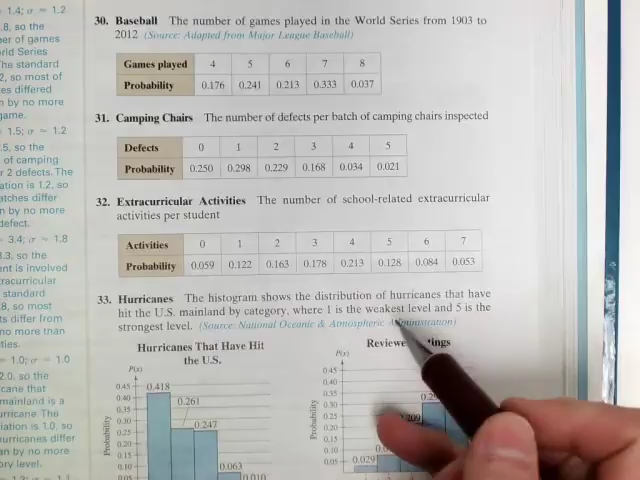 1.4; σ ≈ 1.2
.8, so the
er of games
rld Series
he standard
2, so most of
es differed
n by no more
game.
1.5; σ ≈ 1.2
.5, so the
of camping
r 2 defects. The
ation is 1.2, so
atches differ
n by no more
defect.
3.4; σ ≈ 1.8
3.3, so the
ent is involved
racurricular
standard
.8, so most
ts differ from
no more than
ties.
1.0; σ ≈ 1.0
2.0, so the
cane that
mainland is a
urricane. The
iation is 1.0, so
urricanes differ
an by no more
ory level.
30. Baseball The number of games played in the World Series from 1903 to
2012 (Source: Adapted from Major League Baseball)
Games played 4 5 6 7 8
Probability 0.176 0.241 0.213 0.333 0.037
31. Camping Chairs The number of defects per batch of camping chairs inspected
Defects 0 1 2 3 4 5
Probability 0.250 0.298 0.229 0.168 0.034 0.021
32. Extracurricular Activities The number of school-related extracurricular
activities per student
Activities 0 1 2 3 4 5 6 7
Probability 0.059 0.122 0.163 0.178 0.213 0.128 0.084 0.053
33. Hurricanes The histogram shows the distribution of hurricanes that have
hit the U.S. mainland by category, where 1 is the weakest level and 5 is the
strongest level. (Source: National Oceanic & Atmospheric Administration)
Hurricanes That Have Hit
the U.S.
P(x)
Probability
0.45
0.40
0.35
0.30
0.25
0.20
0.15
0.10
0.05
0.418
0.261
0.247
0.063
0.010
Reviewer
P(x)
Probability
0.45
0.40
0.35
0.30
0.25
0.20
0.15
0.10
0.05
0.029